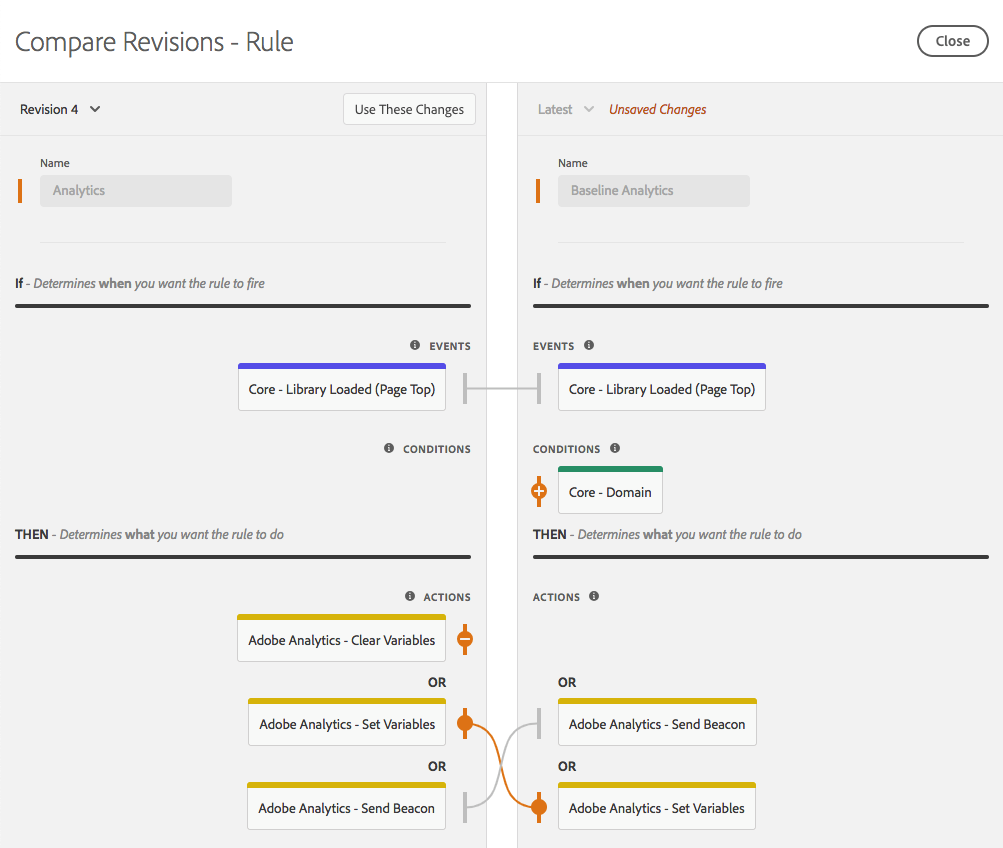 Compare Revisions - Rule
Close
Revision 4
Use These Changes
Name
Analytics
If - Determines when you want the rule to fire
EVENTS
Core - Library Loaded (Page Top)
CONDITIONS
THEN - Determines what you want the rule to do
ACTIONS
Adobe Analytics - Clear Variables
OR
Adobe Analytics - Set Variables
OR
Adobe Analytics - Send Beacon
Latest
Unsaved Changes
Name
Baseline Analytics
If - Determines when you want the rule to fire
EVENTS
Core - Library Loaded (Page Top)
CONDITIONS
Core - Domain
THEN - Determines what you want the rule to do
ACTIONS
OR
Adobe Analytics - Send Beacon
OR
Adobe Analytics - Set Variables